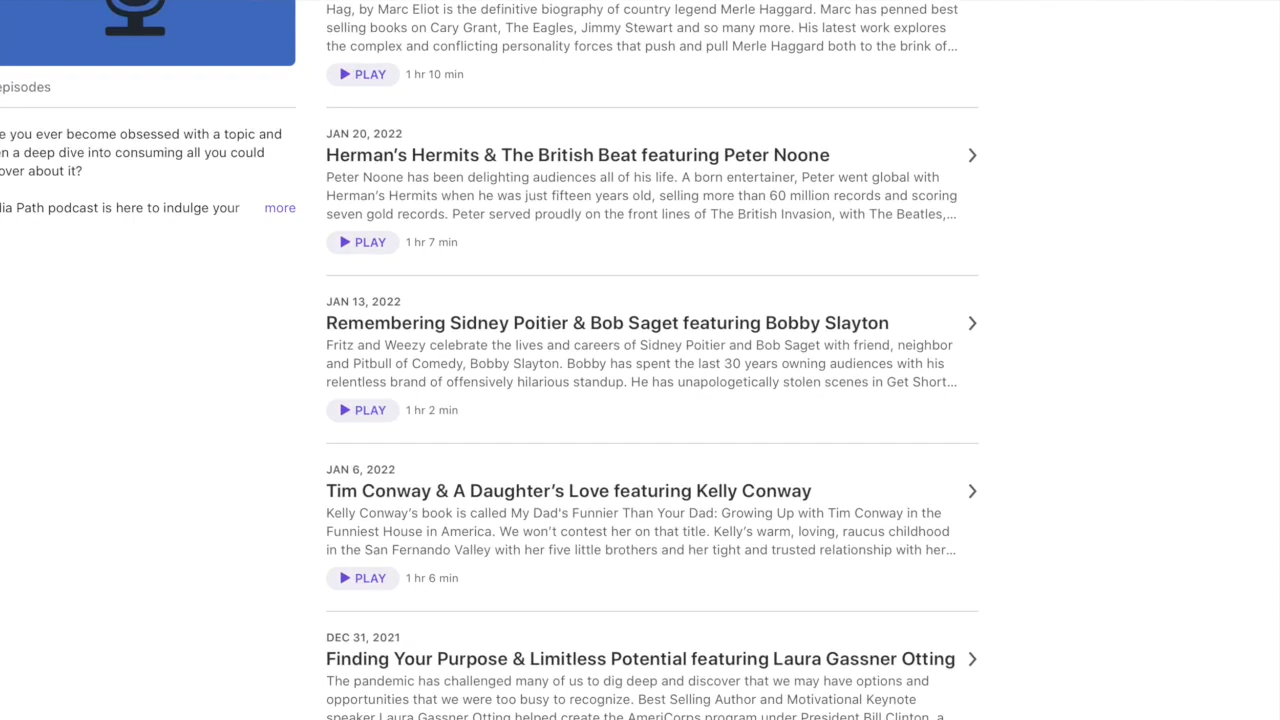 episodes
e you ever become obsessed with a topic and
n a deep dive into consuming all you could
over about it?
dia Path podcast is here to indulge your more
Hag, by Marc Eliot is the definitive biography of country legend Merle Haggard. Marc has penned best
selling books on Cary Grant, The Eagles, Jimmy Stewart and so many more. His latest work explores
the complex and conflicting personality forces that push and pull Merle Haggard both to the brink of...
PLAY 1 hr 10 min
JAN 20, 2022
Herman’s Hermits & The British Beat featuring Peter Noone
Peter Noone has been delighting audiences all of his life. A born entertainer, Peter went global with
Herman’s Hermits when he was just fifteen years old, selling more than 60 million records and scoring
seven gold records. Peter served proudly on the front lines of The British Invasion, with The Beatles,...
PLAY 1 hr 7 min
JAN 13, 2022
Remembering Sidney Poitier & Bob Saget featuring Bobby Slayton
Fritz and Weezy celebrate the lives and careers of Sidney Poitier and Bob Saget with friend, neighbor
and Pitbull of Comedy, Bobby Slayton. Bobby has spent the last 30 years owning audiences with his
relentless brand of offensively hilarious standup. He has unapologetically stolen scenes in Get Short...
PLAY 1 hr 2 min
JAN 6, 2022
Tim Conway & A Daughter’s Love featuring Kelly Conway
Kelly Conway’s book is called My Dad's Funnier Than Your Dad: Growing Up with Tim Conway in the
Funniest House in America. We won’t contest her on that title. Kelly’s warm, loving, raucus childhood
in the San Fernando Valley with her five little brothers and her tight and trusted relationship with her...
PLAY 1 hr 6 min
DEC 31, 2021
Finding Your Purpose & Limitless Potential featuring Laura Gassner Otting
The pandemic has challenged many of us to dig deep and discover that we may have options and
opportunities that we were too busy to recognize. Best Selling Author and Motivational Keynote
speaker Laura Gassner Otting helped create the AmeriCorps program under President Bill Clinton, a